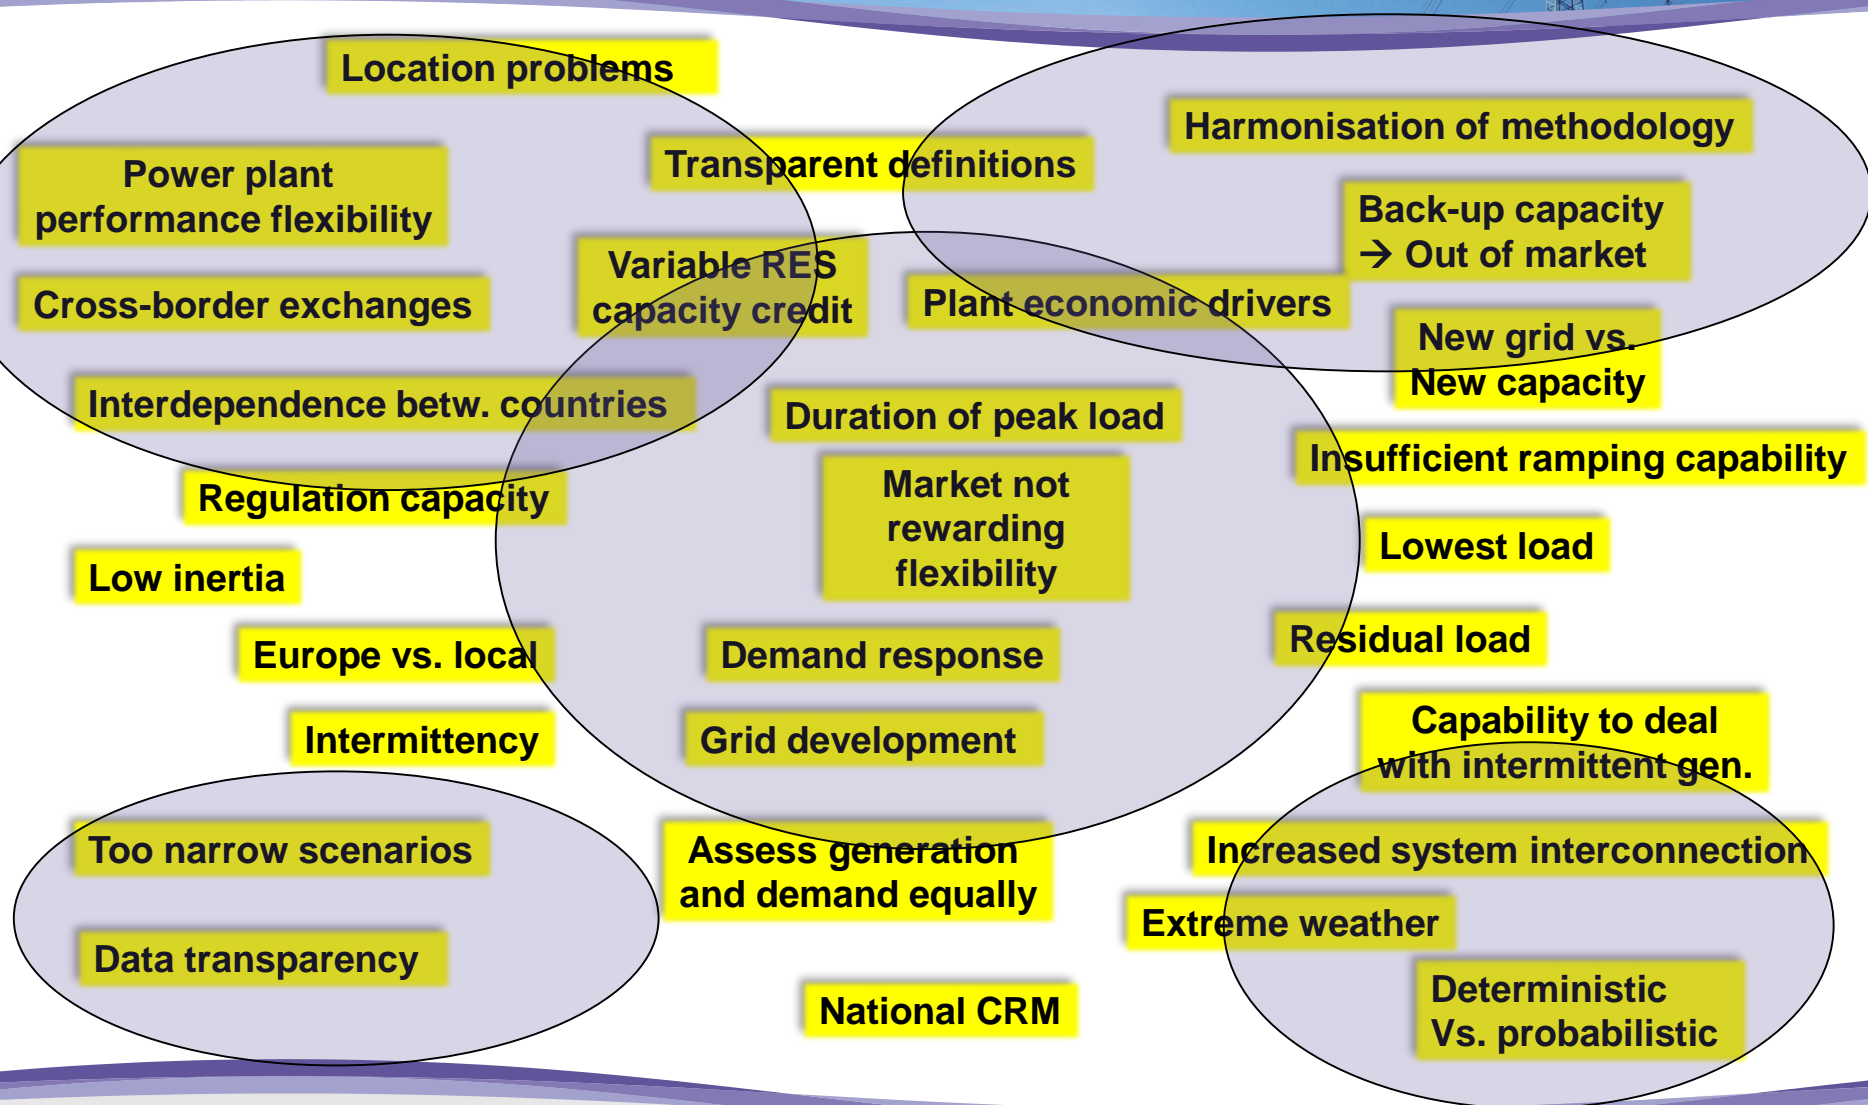 Location problems
Harmonisation of methodology
Transparent definitions
Power plant
performance flexibility
Back-up capacity
→ Out of market
Variable RES
capacity credit
Cross-border exchanges
Plant economic drivers
New grid vs.
New capacity
Interdependence betw. countries
Duration of peak load
Insufficient ramping capability
Regulation capacity
Market not
rewarding
flexibility
Lowest load
Low inertia
Europe vs. local
Demand response
Residual load
Intermittency
Grid development
Capability to deal
with intermittent gen.
Too narrow scenarios
Assess generation
and demand equally
Increased system interconnection
Extreme weather
Data transparency
National CRM
Deterministic
Vs. probabilistic